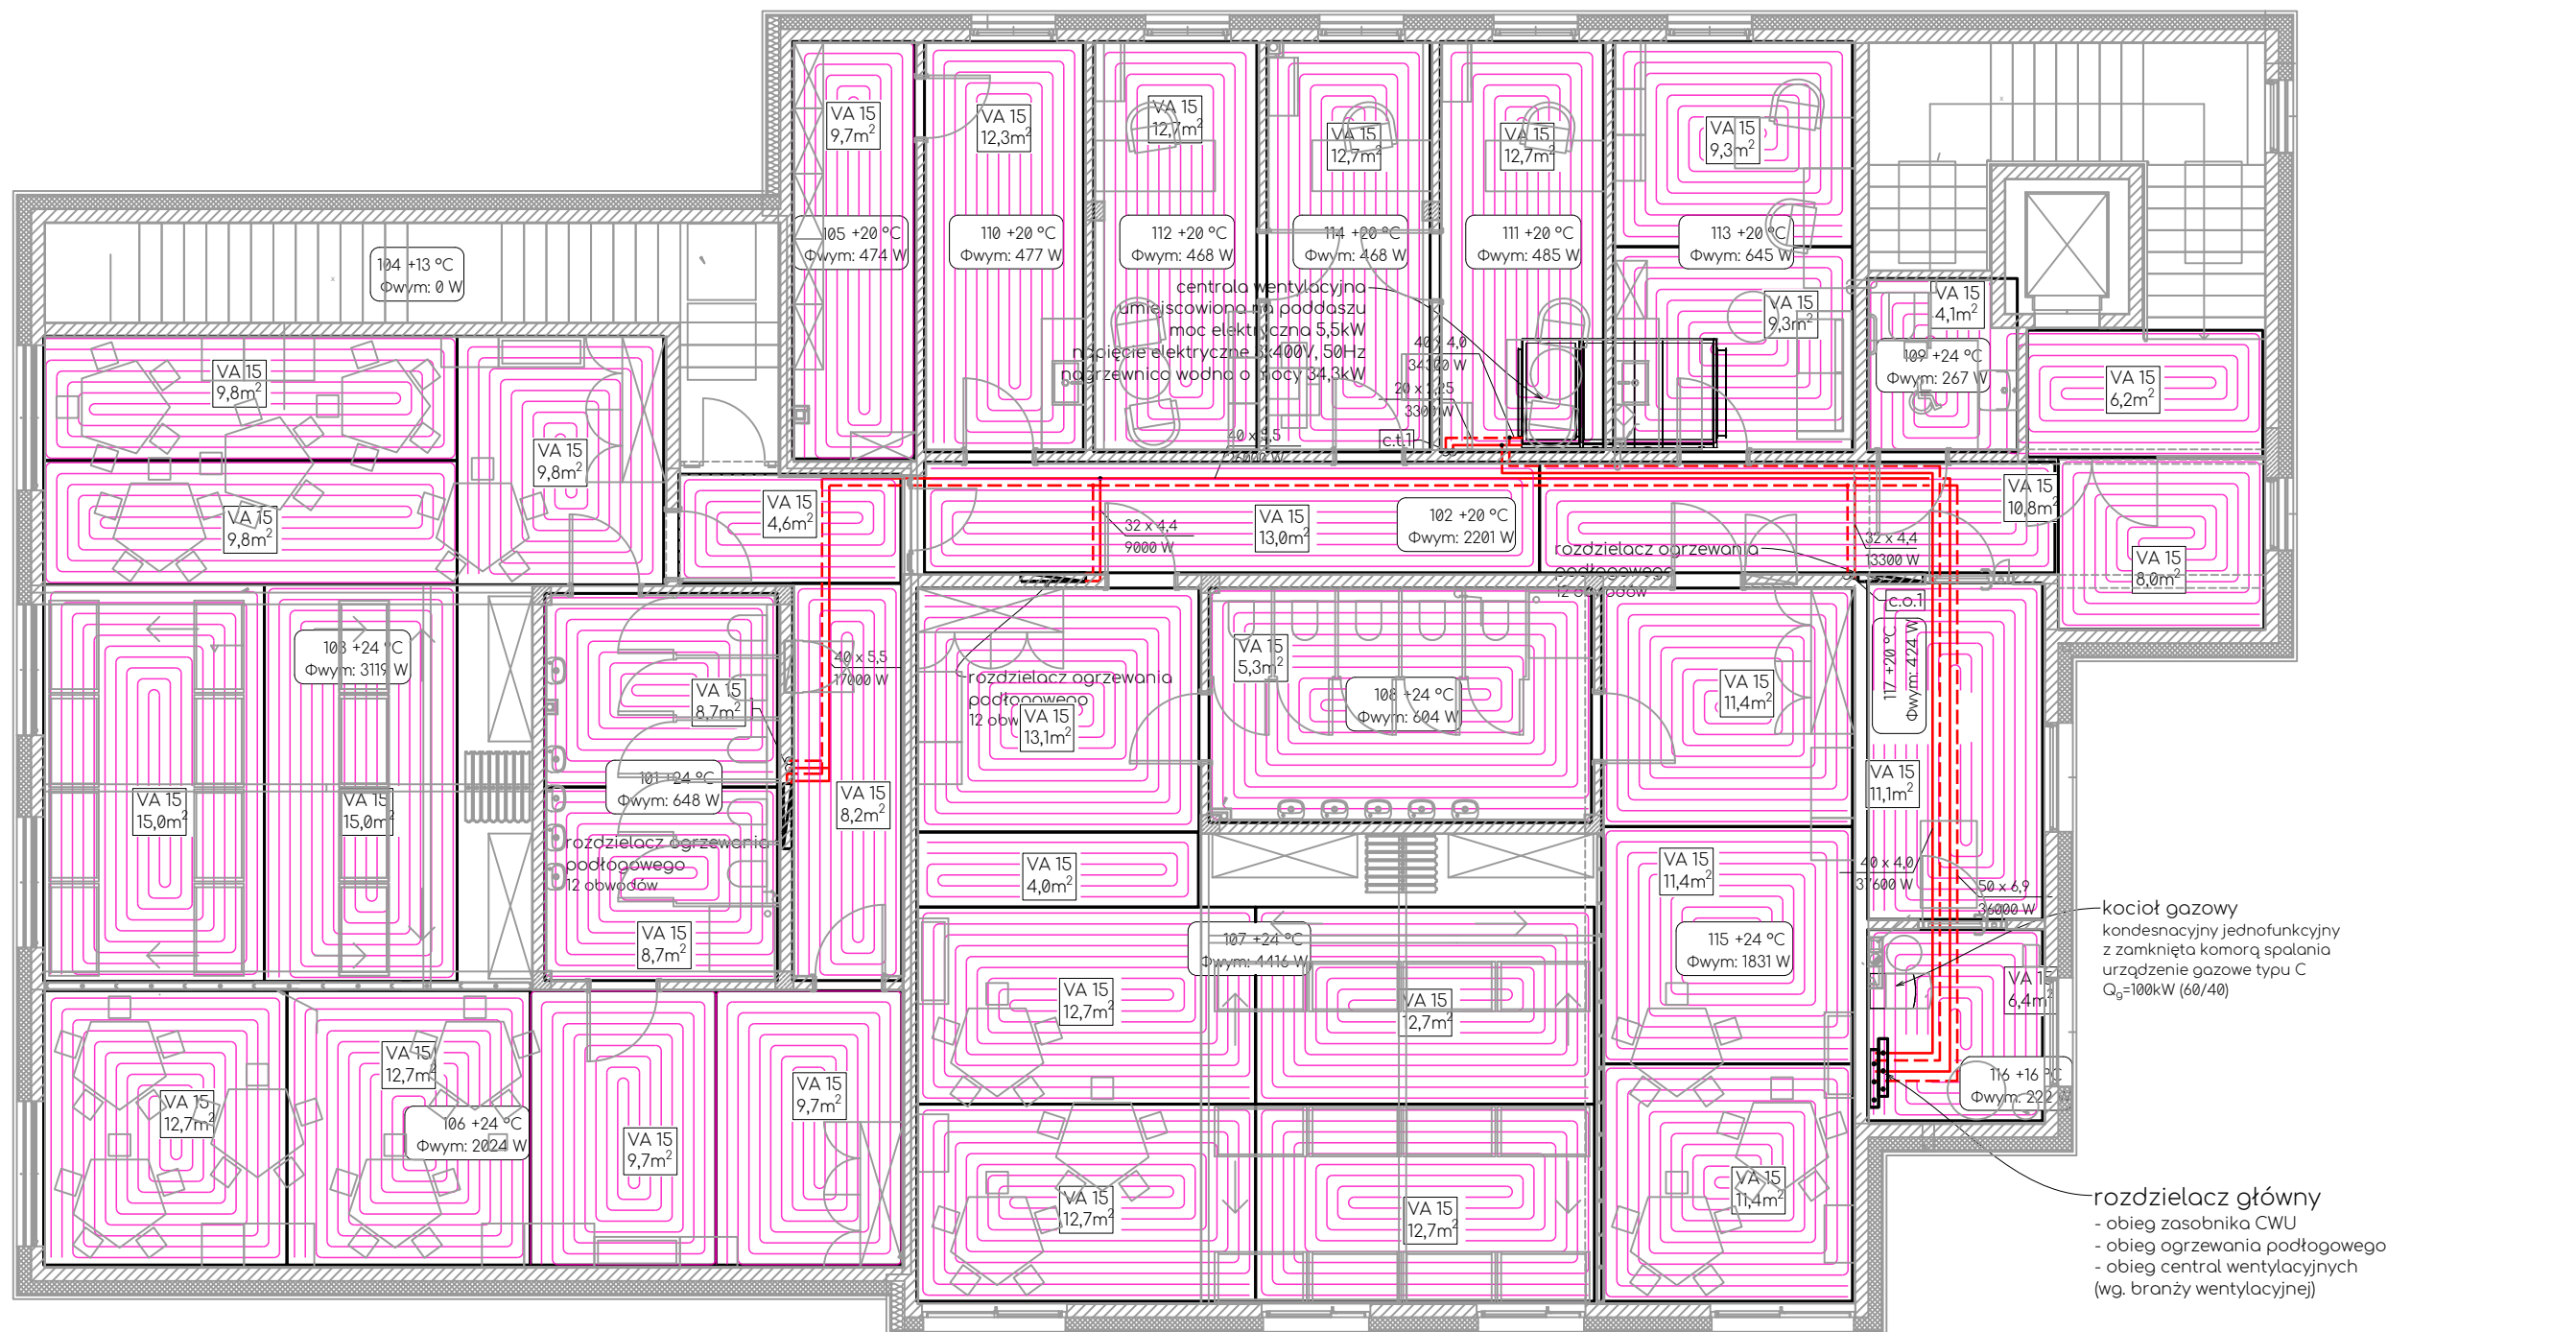 VA 15
9,7m²
VA 15
12,3m²
VA 15
12,7m²
VA 15
12,7m²
VA 15
12,7m²
VA 15
9,3m²
105 +20 °C
Φwym: 474 W
110 +20 °C
Φwym: 477 W
112 +20 °C
Φwym: 468 W
114 +20 °C
Φwym: 468 W
111 +20 °C
Φwym: 485 W
113 +20 °C
Φwym: 645 W
104 +13 °C
Φwym: 0 W
centrala wentylacyjna
umiejscowiona na poddaszu
moc elektryczna 5,5kW
napięcie elektryczne 3x400V, 50Hz
nagrzewnica wodna o mocy 34,3kW
40 x 4,0
34300 W
20 x 2,25
3300 W
40 x 5,5
26000 W
c.t.1
VA 15
9,3m²
VA 15
4,1m²
109 +24 °C
Φwym: 267 W
VA 15
6,2m²
VA 15
9,8m²
VA 15
9,8m²
VA 15
9,8m²
VA 15
4,6m²
32 x 4,4
9000 W
VA 15
13,0m²
102 +20 °C
Φwym: 2201 W
rozdzielacz ogrzewania
podłogowego
12 obwodów
32 x 4,4
13300 W
VA 15
10,8m²
VA 15
8,0m²
c.o.1
117 +20 °C
Φwym: 424 W
103 +24 °C
Φwym: 3119 W
VA 15
8,7m²
40 x 5,5
17000 W
rozdzielacz ogrzewania
podłogowego
12 obw
VA 15
13,1m²
VA 15
5,3m²
108 +24 °C
Φwym: 604 W
VA 15
11,4m²
VA 15
15,0m²
VA 15
15,0m²
101 +24 °C
Φwym: 648 W
VA 15
8,2m²
VA 15
11,1m²
rozdzielacz ogrzewania
podłogowego
12 obwodów
VA 15
4,0m²
VA 15
11,4m²
40 x 4,0
37600 W
50 x 6,9
36000 W
VA 15
8,7m²
107 +24 °C
Φwym: 4416 W
115 +24 °C
Φwym: 1831 W
kocioł gazowy
kondesnacyjny jednofunkcyjny
z zamknięta komorą spalania
urządzenie gazowe typu C
Qg=100kW (60/40)
VA 15
12,7m²
VA 15
12,7m²
VA 15
6,4m²
VA 15
12,7m²
VA 15
12,7m²
106 +24 °C
Φwym: 2024 W
VA 15
9,7m²
VA 15
9,7m²
116 +16 °C
Φwym: 222 W
VA 15
12,7m²
VA 15
12,7m²
VA 15
11,4m²
rozdzielacz główny
- obieg zasobnika CWU
- obieg ogrzewania podłogowego
- obieg central wentylacyjnych
(wg. branży wentylacyjnej)